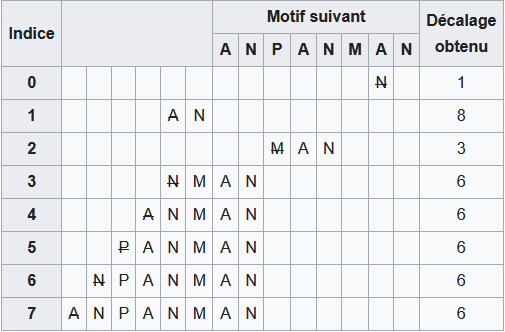 Indice Motif suivant Décalage obtenu
A N P A N M A N
0 N 1
1 A N 8
2 M A N 3
3 N M A N 6
4 A N M A N 6
5 P A N M A N 6
6 N P A N M A N 6
7 A N P A N M A N 6